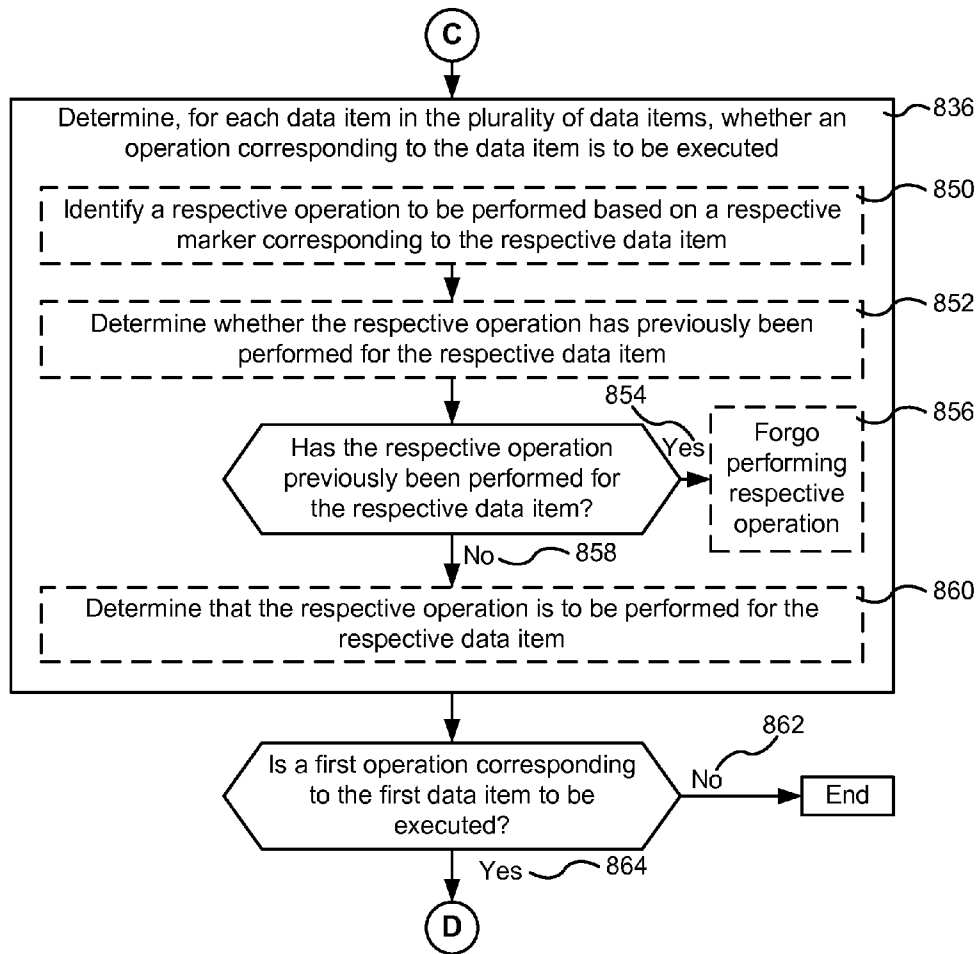 C
Determine, for each data item in the plurality of data items, whether an
operation corresponding to the data item is to be executed
836
850
Identify a respective operation to be performed based on a respective
marker corresponding to the respective data item
852
Determine whether the respective operation has previously been
performed for the respective data item
854
Yes
856
Has the respective operation
previously been performed for
the respective data item?
Forgo
performing
respective
operation
No
858
860
Determine that the respective operation is to be performed for the
respective data item
862
Is a first operation corresponding
to the first data item to be
executed?
No
End
Yes
864
D